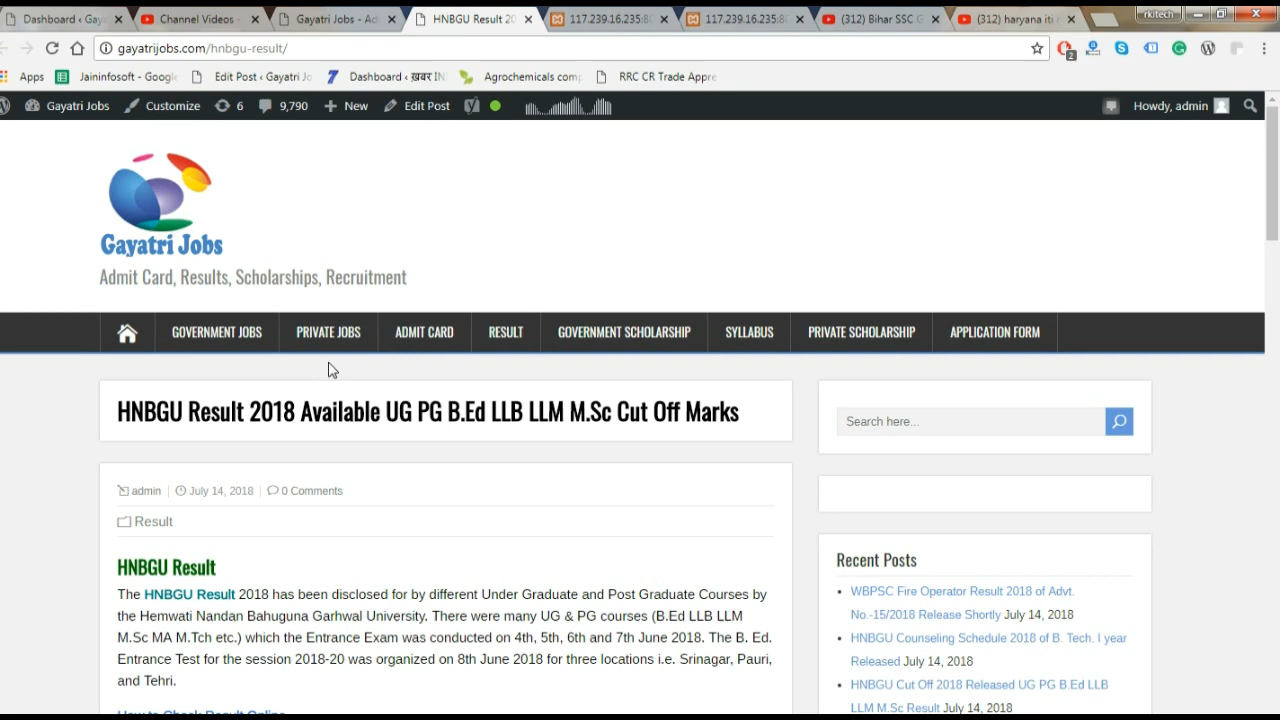 Dashboard ‹ Gay
Channel Videos -
Gayatri Jobs - Ad
HNBGU Result 20
117.239.16.235:8
117.239.16.235:8
(312) Bihar SSC G
(312) haryana iti
rkitech
gayatrijobs.com/hnbgu-result/
2
Apps
Jaininfosoft - Google
Edit Post ‹ Gayatri Jo
Dashboard ‹ ख़बर IN
Agrochemicals comp
RRC CR Trade Appre
Gayatri Jobs
Customize
6
9,790
New
Edit Post
Howdy, admin
Gayatri Jobs
Admit Card, Results, Scholarships, Recruitment
GOVERNMENT JOBS
PRIVATE JOBS
ADMIT CARD
RESULT
GOVERNMENT SCHOLARSHIP
SYLLABUS
PRIVATE SCHOLARSHIP
APPLICATION FORM
HNBGU Result 2018 Available UG PG B.Ed LLB LLM M.Sc Cut Off Marks
admin
July 14, 2018
0 Comments
Result
HNBGU Result
The HNBGU Result 2018 has been disclosed for by different Under Graduate and Post Graduate Courses by
the Hemwati Nandan Bahuguna Garhwal University. There were many UG & PG courses (B.Ed LLB LLM
M.Sc MA M.Tch etc.) which the Entrance Exam was conducted on 4th, 5th, 6th and 7th June 2018. The B. Ed.
Entrance Test for the session 2018-20 was organized on 8th June 2018 for three locations i.e. Srinagar, Pauri,
and Tehri.
How to Check Result Online
Search here...
Recent Posts
WBPSC Fire Operator Result 2018 of Advt.
No.-15/2018 Release Shortly July 14, 2018
HNBGU Counseling Schedule 2018 of B. Tech. I year
Released July 14, 2018
HNBGU Cut Off 2018 Released UG PG B.Ed LLB
LLM M.Sc Result July 14, 2018